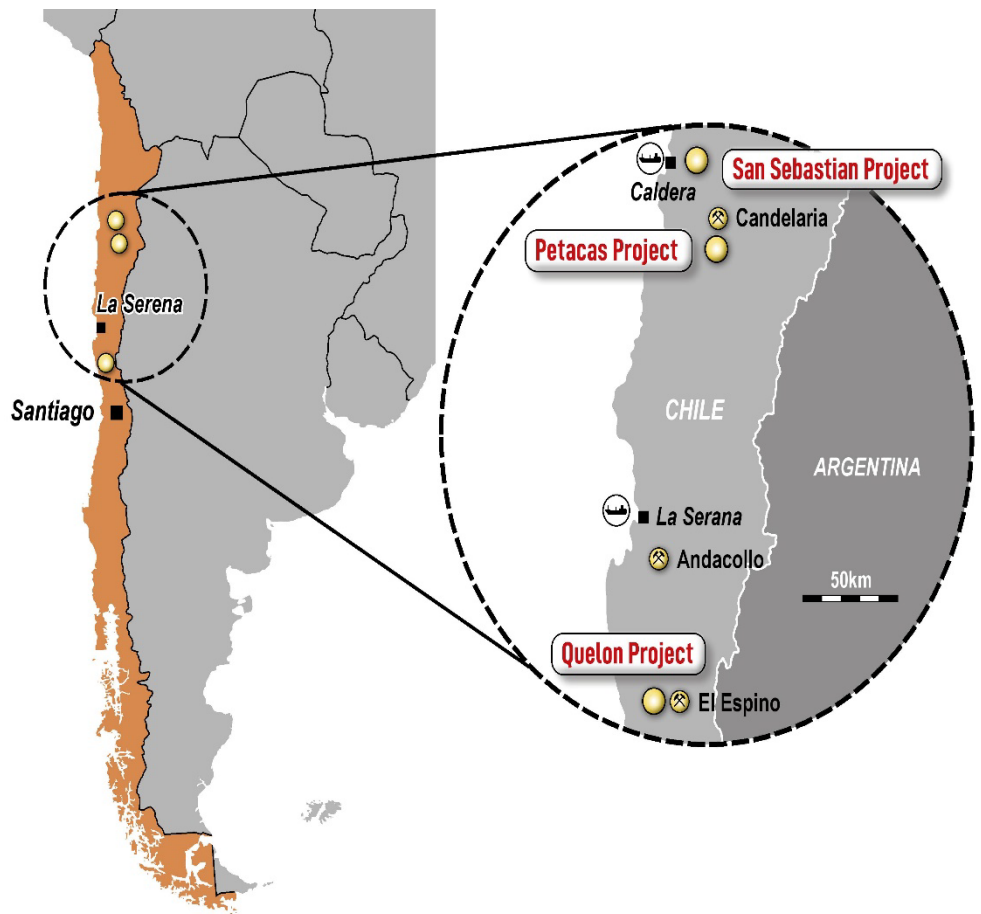 La Serena
Santiago
San Sebastian Project
Caldera
Candelaria
Petacas Project
CHILE
ARGENTINA
La Serana
Andacollo
50km
Quelon Project
El Espino